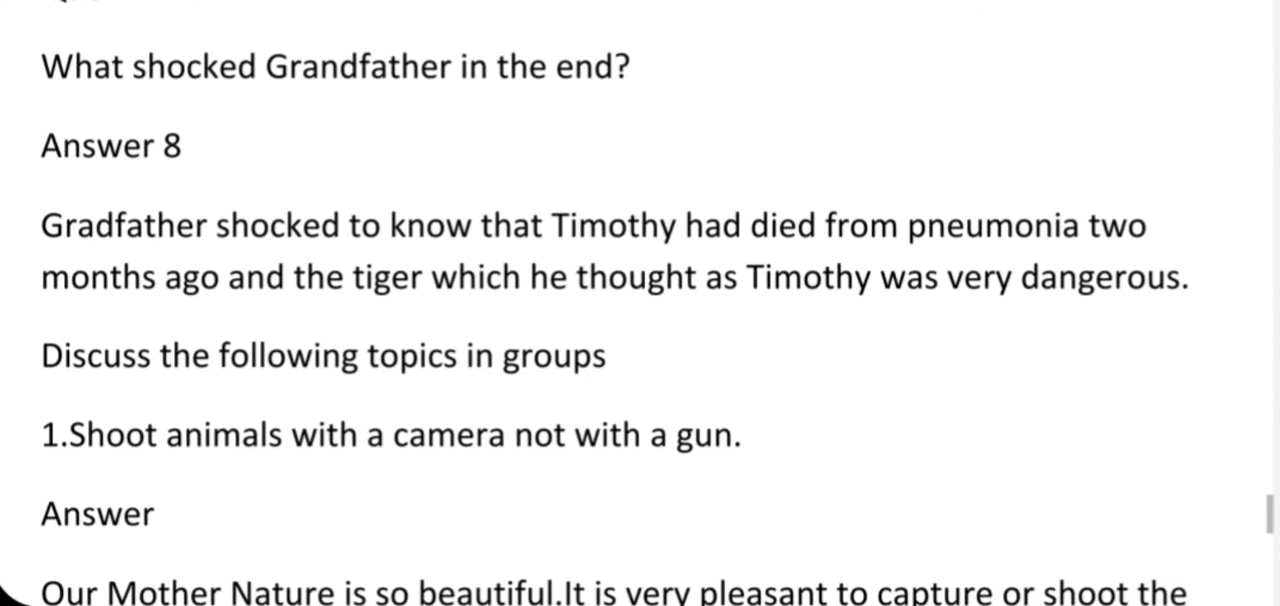 What shocked Grandfather in the end?
Answer 8
Gradfather shocked to know that Timothy had died from pneumonia two
months ago and the tiger which he thought as Timothy was very dangerous.
Discuss the following topics in groups
1.Shoot animals with a camera not with a gun.
Answer
Our Mother Nature is so beautiful.It is very pleasant to capture or shoot the